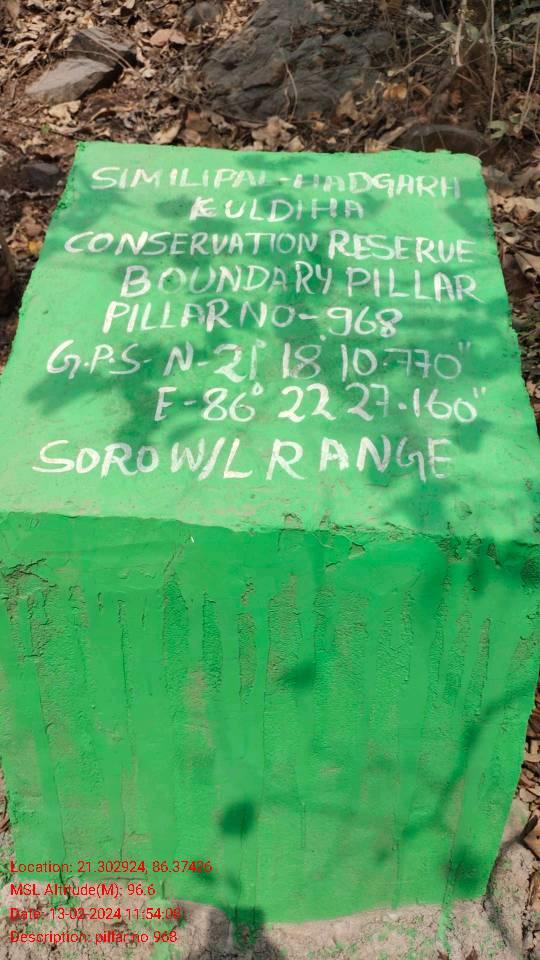 SIMILIPAL-HADGARH
KULDIHA
CONSERVATION RESERVE
BOUNDARY PILLAR
PILLAR NO-968
G.P.S- N-21° 18 10.770"
E-86° 22 27.160"
SORO W/L RANGE
Location: 21.302924, 86.37426
MSL Altitude(M): 96.6
Date: 13-02-2024 11:54:08
Description: pillar.no 968